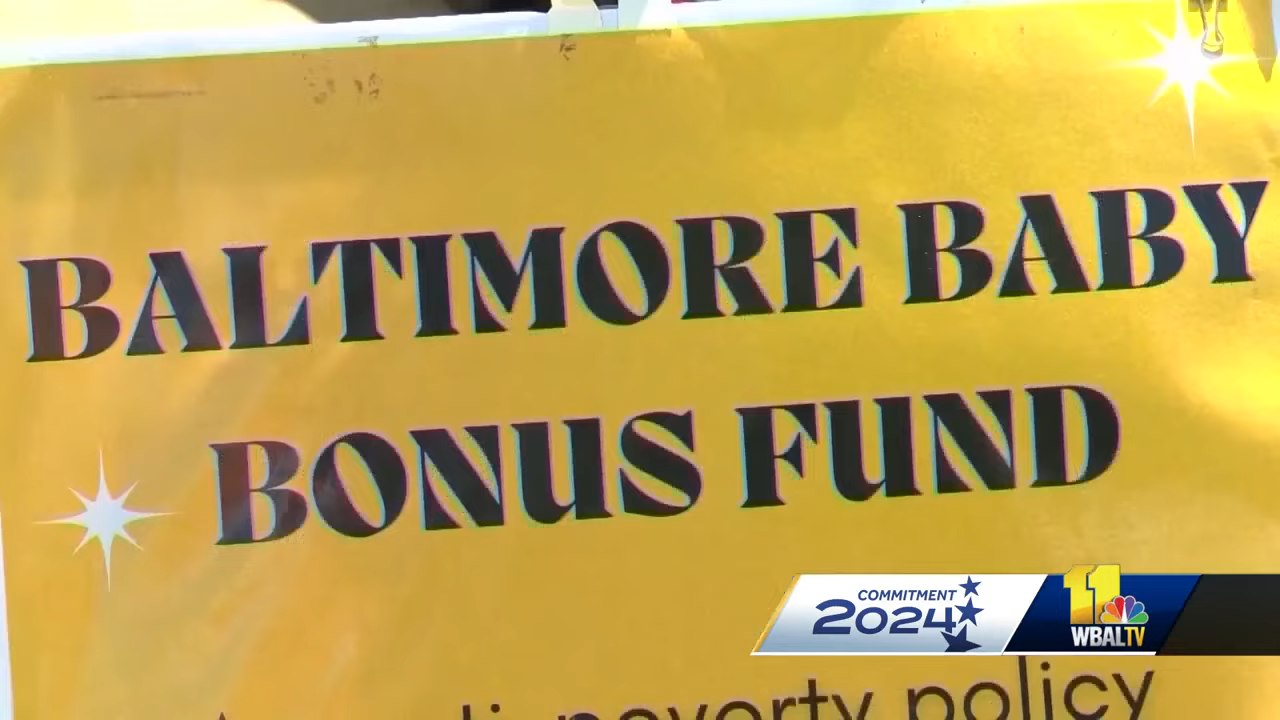 BALTIMORE BABY
BONUS FUND
COMMITMENT
2024
11
WBALTV
poverty policy